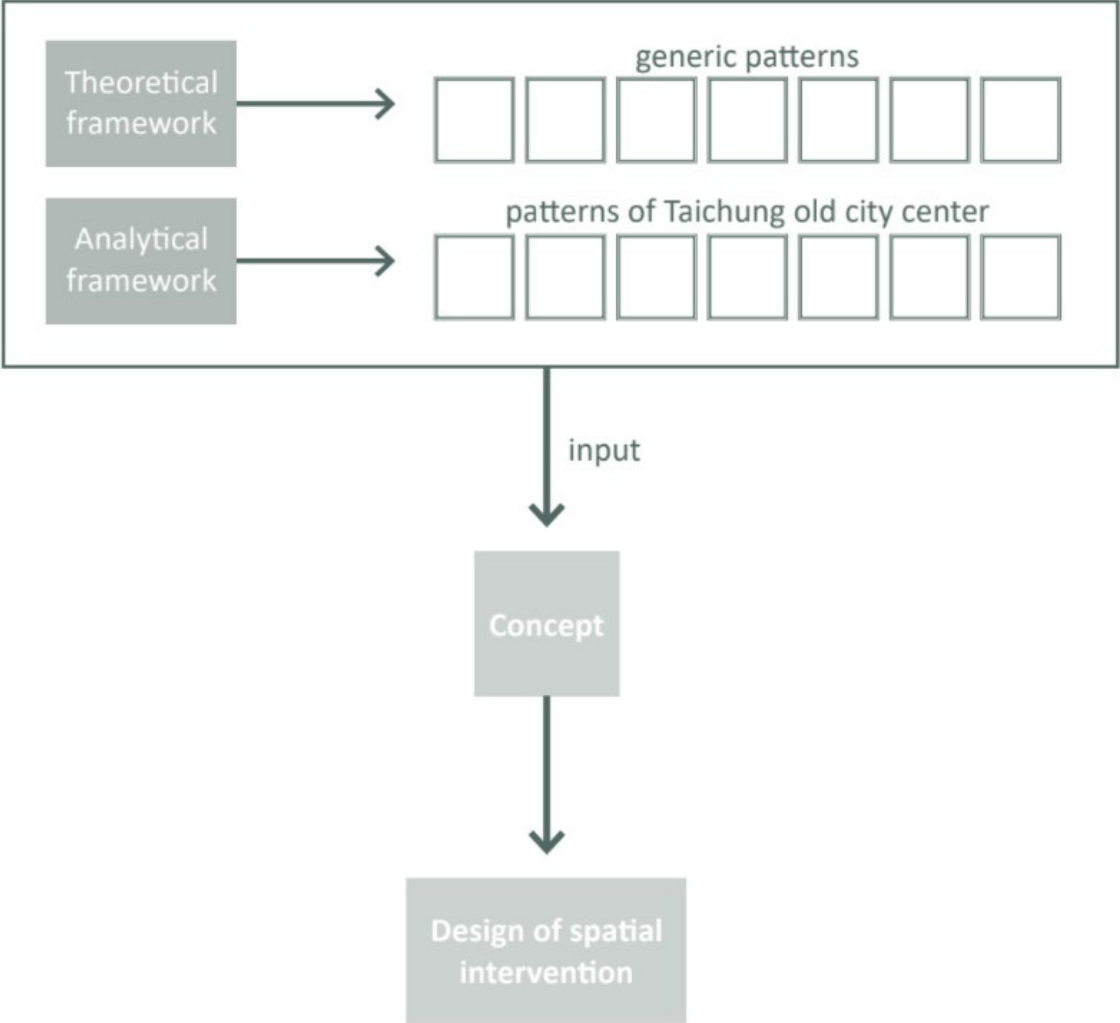 Theoretical
framework
generic patterns
Analytical
framework
patterns of Taichung old city center
input
Concept
Design of spatial
intervention